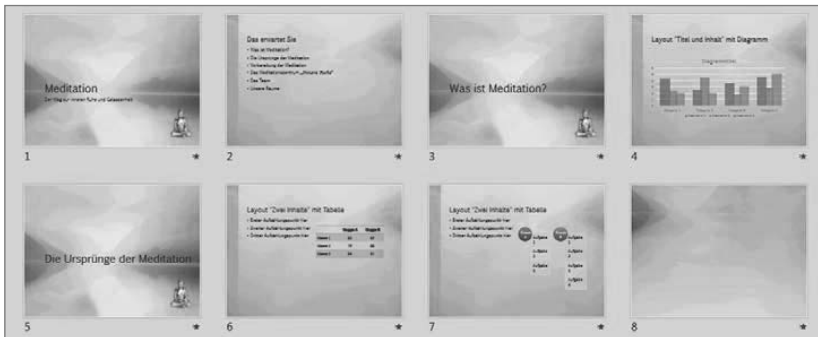 Meditation
Der Weg zur inneren Ruhe und Gelassenheit
1
Das erwartet Sie
• Was ist Meditation?
• Die Ursprünge der Meditation
• Vorbereitung der Meditation
• Das Meditationszentrum
• Das Team
• Unsere Räume
2
Was ist Meditation?
3
Layout "Titel und Inhalt" mit Diagramm
Diagrammtitel
4
Die Ursprünge der Meditation
5
Layout "Zwei Inhalte" mit Tabelle
• Erster Aufzählungspunkt hier
• Zweiter Aufzählungspunkt hier
• Dritter Aufzählungspunkt hier
Gruppe A Gruppe B
6
Layout "Zwei Inhalte" mit Tabelle
• Erster Aufzählungspunkt hier
• Zweiter Aufzählungspunkt hier
• Dritter Aufzählungspunkt hier
7
8